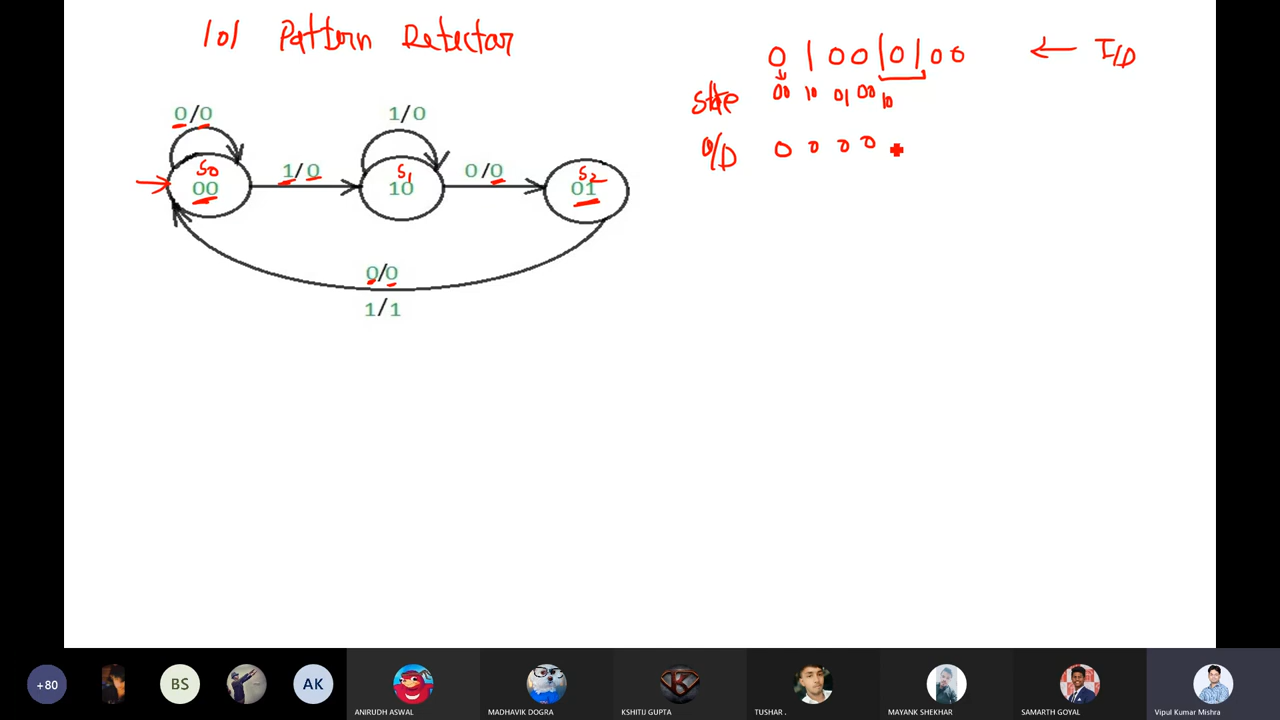 101 Pattern Detector
0 1 0 0 1 0 1 0 0 ← I/D
state 00 10 01 00 10
O/D 0 0 0 0
0/0
1/0
S0
00
1/0
S1
10
0/0
S2
01
0/0
1/1
+80
BS
AK
ANIRUDH ASWAL
MADHAVIK DOGRA
KSHITIJ GUPTA
TUSHAR .
MAYANK SHEKHAR
SAMARTH GOYAL
Vipul Kumar Mishra